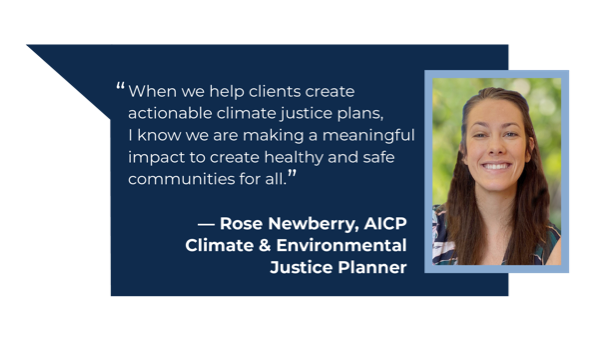 “When we help clients create
actionable climate justice plans,
I know we are making a meaningful
impact to create healthy and safe
communities for all.”
— Rose Newberry, AICP
Climate & Environmental
Justice Planner